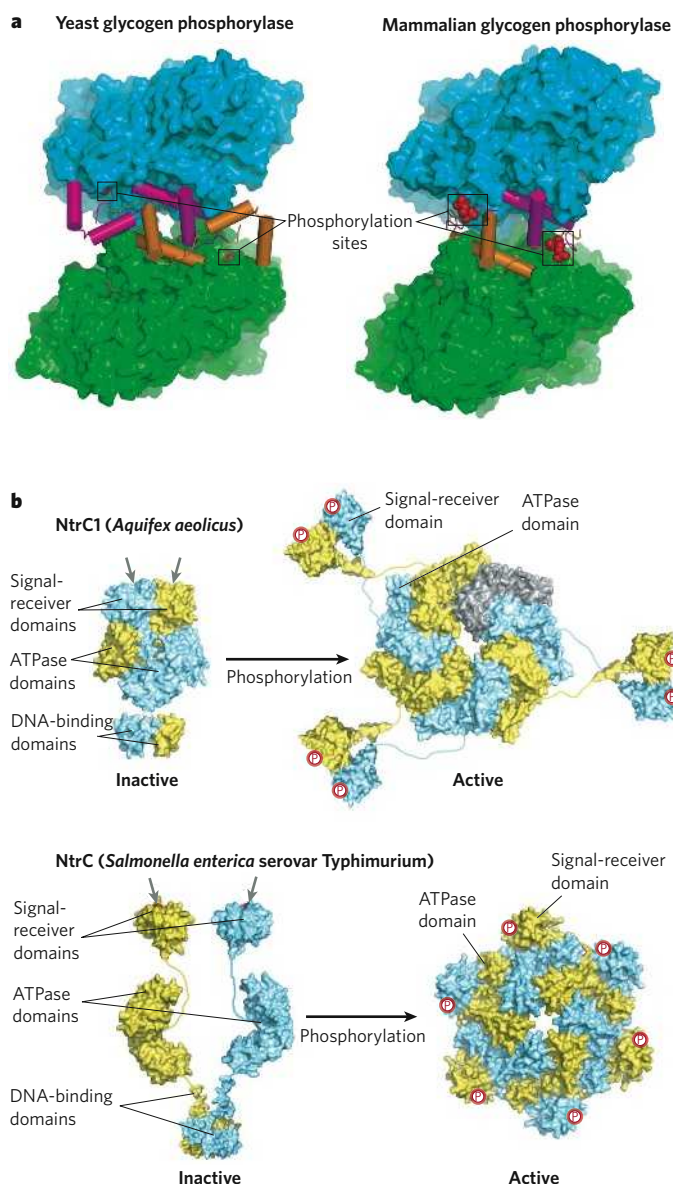 a
Yeast glycogen phosphorylase
Mammalian glycogen phosphorylase
Phosphorylation
sites
b
NtrC1 (Aquifex aeolicus)
Signal-
receiver
domains
ATPase
domains
DNA-binding
domains
Inactive
Phosphorylation
P
P
Signal-receiver
domain
ATPase
domain
P
P
P
P
Active
NtrC (Salmonella enterica serovar Typhimurium)
Signal-
receiver
domains
ATPase
domains
DNA-binding
domains
Inactive
Phosphorylation
ATPase
domain
Signal-receiver
domain
P
P
P
P
P
P
Active